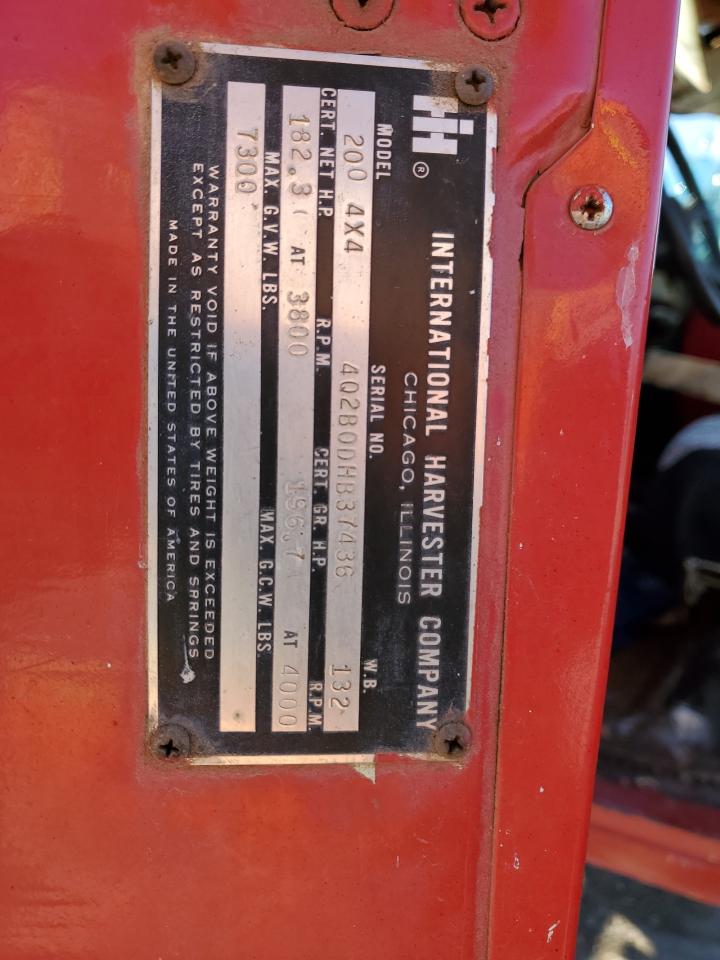 IH ®
INTERNATIONAL HARVESTER COMPANY
CHICAGO, ILLINOIS
MODEL SERIAL NO. W.B.
200 4X4 402B0DHB37436 132
CERT. NET H.P. R.P.M. CERT. GR. H.P. R.P.M.
182.3 AT 3800 196.7 AT 4000
MAX. G.V.W. LBS. MAX. G.C.W. LBS.
7300
WARRANTY VOID IF ABOVE WEIGHT IS EXCEEDED
EXCEPT AS RESTRICTED BY TIRES AND SPRINGS
MADE IN THE UNITED STATES OF AMERICA